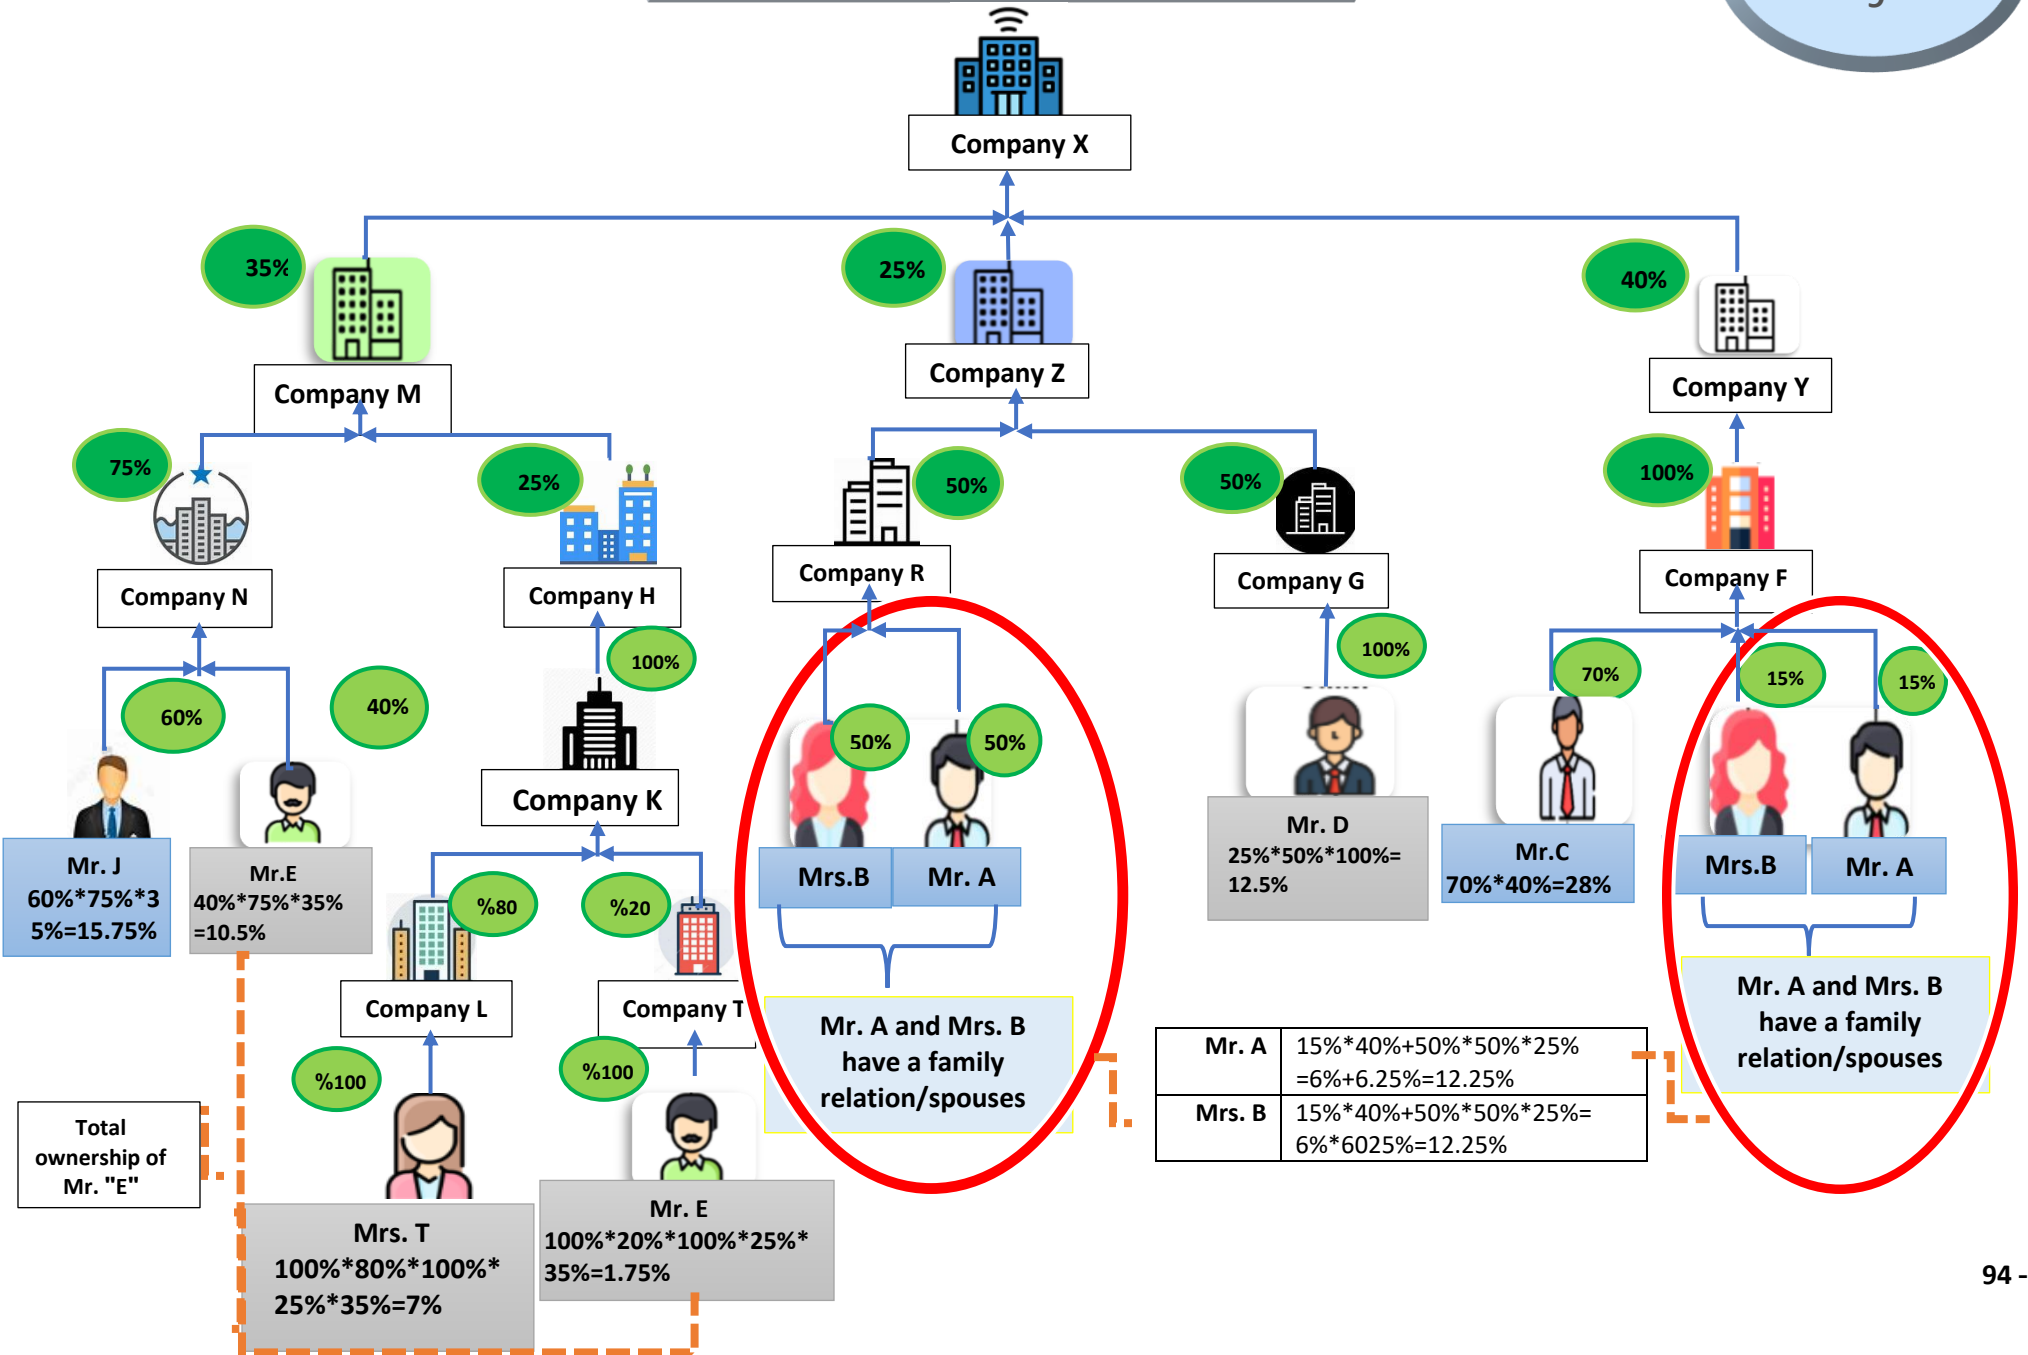 Company X
35%
25%
40%
Company M
Company Z
Company Y
75%
25%
50%
50%
100%
Company N
Company H
Company R
Company G
Company F
60%
40%
100%
50%
50%
100%
70%
15%
15%
Company K
Mr. J
60%*75%*3
5%=15.75%
Mr.E
40%*75%*35%
=10.5%
%80
%20
Mrs.B
Mr. A
Mr. D
25%*50%*100%=
12.5%
Mr.C
70%*40%=28%
Mrs.B
Mr. A
Company L
Company T
%100
%100
Mr. A and Mrs. B
have a family
relation/spouses
Mr. A 15%*40%+50%*50%*25%
=6%+6.25%=12.25%
Mrs. B 15%*40%+50%*50%*25%=
6%*6025%=12.25%
Mr. A and Mrs. B
have a family
relation/spouses
Total
ownership of
Mr. "E"
Mrs. T
100%*80%*100%*
25%*35%=7%
Mr. E
100%*20%*100%*25%*
35%=1.75%
94 -